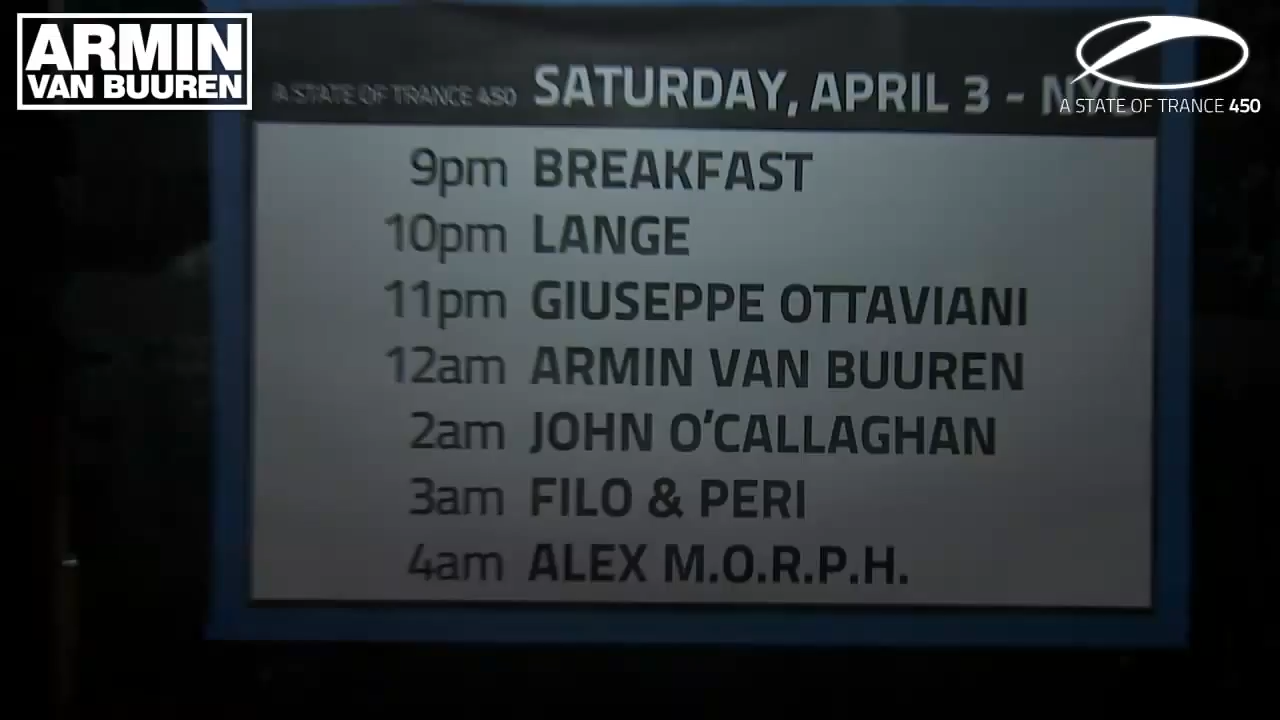 ARMIN
VAN BUUREN
A STATE OF TRANCE 450
A STATE OF TRANCE 450 SATURDAY, APRIL 3 - NYC
9pm BREAKFAST
10pm LANGE
11pm GIUSEPPE OTTAVIANI
12am ARMIN VAN BUUREN
2am JOHN O'CALLAGHAN
3am FILO & PERI
4am ALEX M.O.R.P.H.